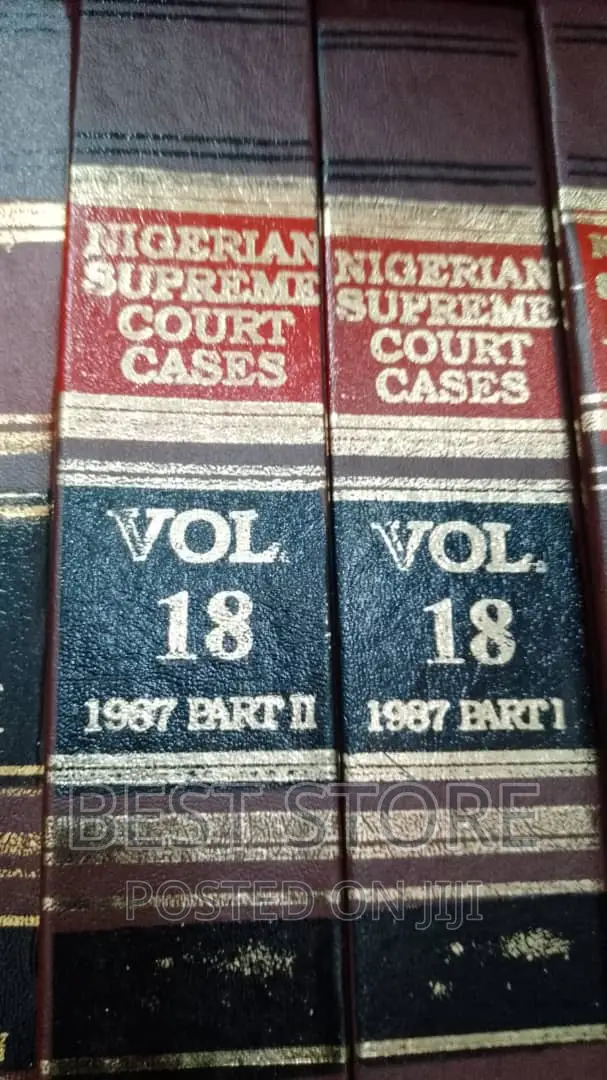 NIGERIAN
SUPREME
COURT
CASES
VOL.
18
1987 PART II
NIGERIAN
SUPREME
COURT
CASES
VOL.
18
1987 PART I
BEST STORE
POSTED ON JIJI